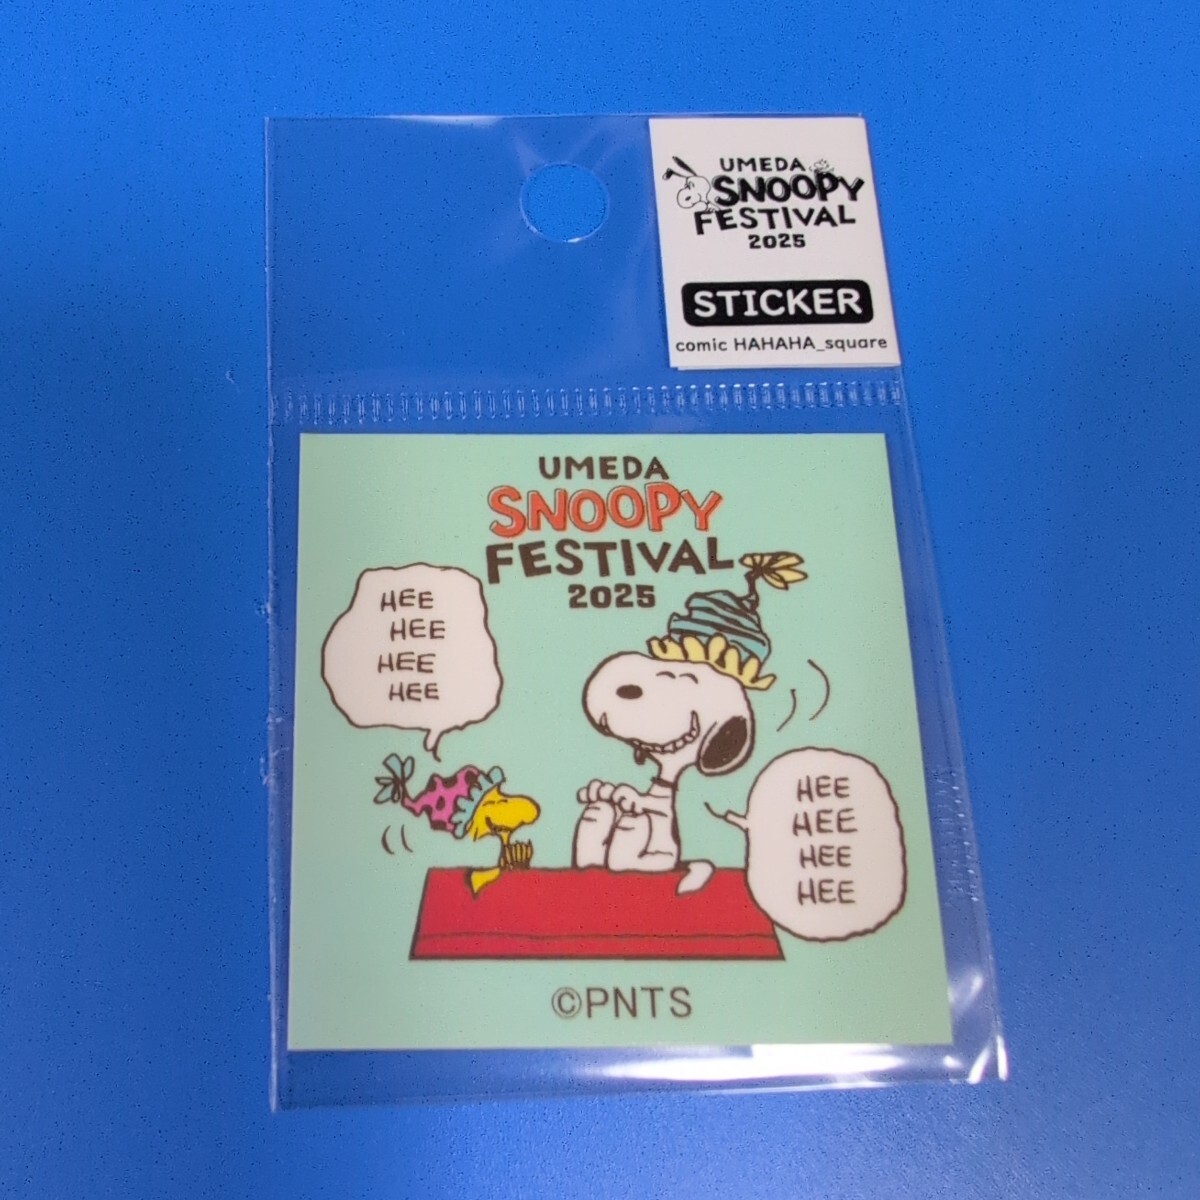 UMEDA
SNOOPY
FESTIVAL
2025
STICKER
comic HAHAHA_square
UMEDA
SNOOPY
FESTIVAL
2025
HEE
HEE
HEE
HEE
HEE
HEE
HEE
HEE
©PNTS